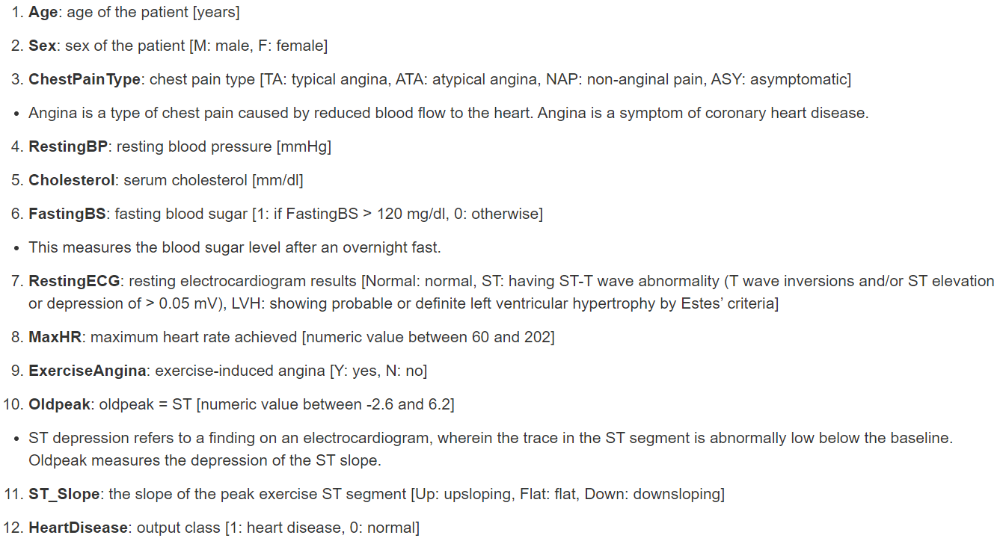 1. Age: age of the patient [years]
2. Sex: sex of the patient [M: male, F: female]
3. ChestPainType: chest pain type [TA: typical angina, ATA: atypical angina, NAP: non-anginal pain, ASY: asymptomatic]
• Angina is a type of chest pain caused by reduced blood flow to the heart. Angina is a symptom of coronary heart disease.
4. RestingBP: resting blood pressure [mmHg]
5. Cholesterol: serum cholesterol [mm/dl]
6. FastingBS: fasting blood sugar [1: if FastingBS > 120 mg/dl, 0: otherwise]
• This measures the blood sugar level after an overnight fast.
7. RestingECG: resting electrocardiogram results [Normal: normal, ST: having ST-T wave abnormality (T wave inversions and/or ST elevation
or depression of > 0.05 mV), LVH: showing probable or definite left ventricular hypertrophy by Estes’ criteria]
8. MaxHR: maximum heart rate achieved [numeric value between 60 and 202]
9. ExerciseAngina: exercise-induced angina [Y: yes, N: no]
10. Oldpeak: oldpeak = ST [numeric value between -2.6 and 6.2]
• ST depression refers to a finding on an electrocardiogram, wherein the trace in the ST segment is abnormally low below the baseline.
Oldpeak measures the depression of the ST slope.
11. ST_Slope: the slope of the peak exercise ST segment [Up: upsloping, Flat: flat, Down: downsloping]
12. HeartDisease: output class [1: heart disease, 0: normal]